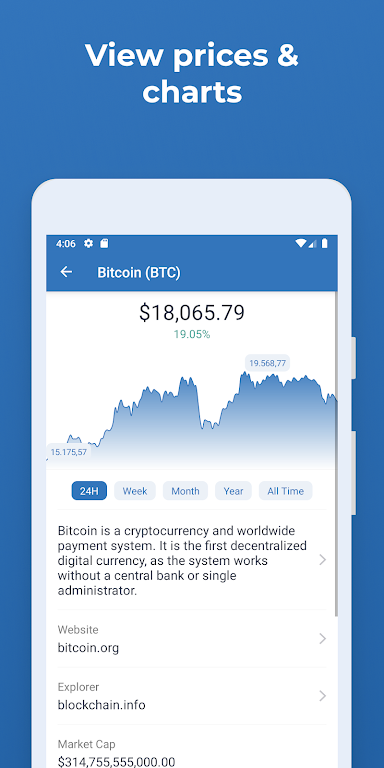 View prices &
charts
4:06
Bitcoin (BTC)
$18,065.79
19.05%
19.568,77
15.175,57
24H Week Month Year All Time
Bitcoin is a cryptocurrency and worldwide
payment system. It is the first decentralized
digital currency, as the system works
without a central bank or single
administrator.
Website
bitcoin.org
Explorer
blockchain.info
Market Cap
$314,755,555,000.00